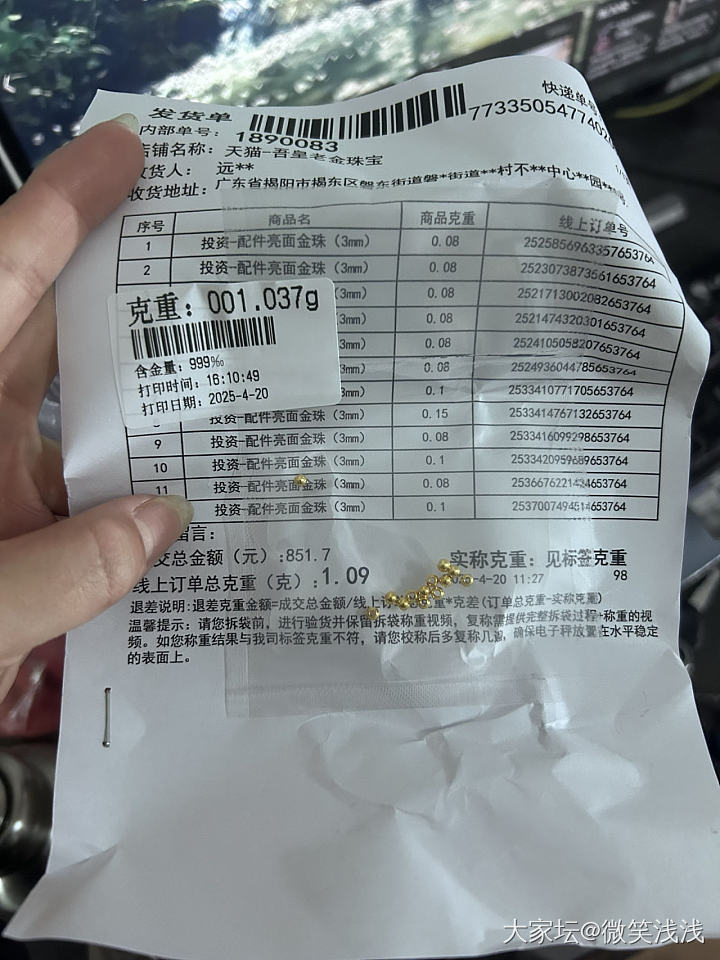 发货单
快递单号
内部单号：
1890083
店铺名称：天猫-吾皇老金珠宝
收货人：远**
收货地址：广东省揭阳市揭东区磐东街道磐*街道**村不**中心**园**号
序号 商品名 商品克重 线上订单号
1 投资-配件亮面金珠（3mm） 0.08 2525856963357653764
2 投资-配件亮面金珠（3mm） 0.08 2523073873561653764
3mm） 0.08 2521713002082653764
3mm） 0.08 2521474320301653764
3mm） 0.08 2524105058207653764
3mm） 0.08 2524936044785653764
3mm） 0.1 2533410771705653764
投资-配件亮面金珠（3mm） 0.15 2533414767132653764
9 投资-配件亮面金珠（3mm） 0.08 2533416099298653764
10 投资-配件亮面金珠（3mm） 0.1 2533420959689653764
11 投资-配件亮面金珠（3mm） 0.08
投资-配件亮面金珠（3mm） 0.1
克重：001.037g
含金量：999‰
打印时间：16:10:49
打印日期：2025-4-20
留言：
交总金额（元）:851.7 实称克重：见标签克重
线上订单总克重（克）:1.09 4-20 11:27 98
退差说明:退差克重金额=成交总金额/线上订单总克重*克差(订单总克重-实称克重)
温馨提示：请您拆袋前，进行验货并保留拆袋称重视频，复称需提供完整拆袋过程+称重的视
频。如您称重结果与我司标签克重不符，请您校称后多复称几次，确保电子秤放置在水平稳定
的表面上。
大家坛@微笑浅浅